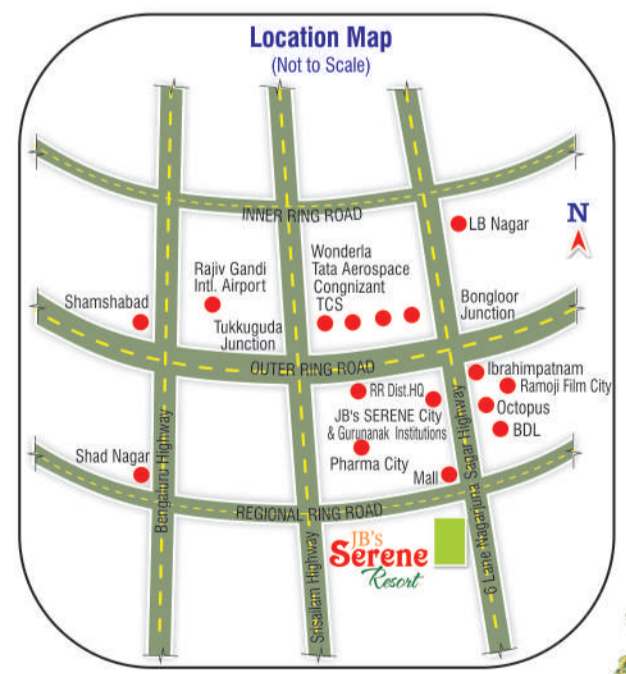 Location Map
(Not to Scale)
INNER RING ROAD
LB Nagar
N
Wonderla
Tata Aerospace
Congnizant
TCS
Rajiv Gandi
Intl. Airport
Shamshabad
Tukkuguda
Junction
Bongloor
Junction
OUTER RING ROAD
Ibrahimpatnam
Ramoji Film City
RR Dist.HQ
Octopus
JB's SERENE City
& Gurunanak Institutions
BDL
Pharma City
Shad Nagar
Mall
Bengaluru Highway
6 Lane Nagarjuna Sagar Highway
REGIONAL RING ROAD
Srisailam Highway
JB's
Serene
Resort